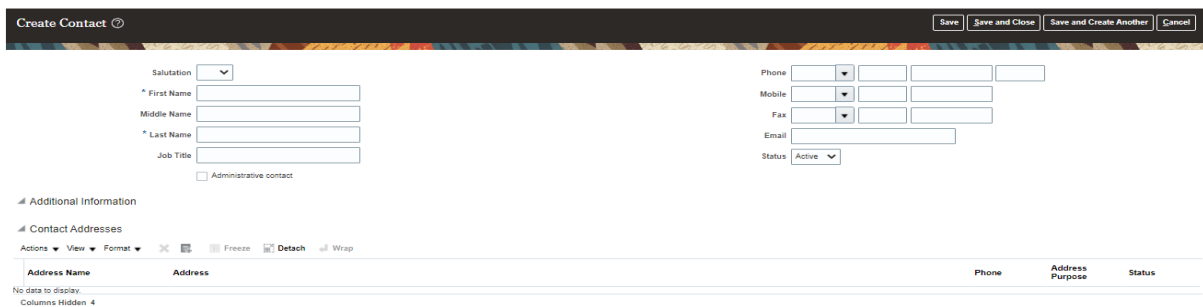 Create Contact
Save Save and Close Save and Create Another Cancel
Salutation
* First Name
Middle Name
* Last Name
Job Title
Administrative contact
Phone
Mobile
Fax
Email
Status Active
Additional Information
Contact Addresses
Actions View Format Freeze Detach Wrap
Address Name Address Phone Address Purpose Status
No data to display.
Columns Hidden 4